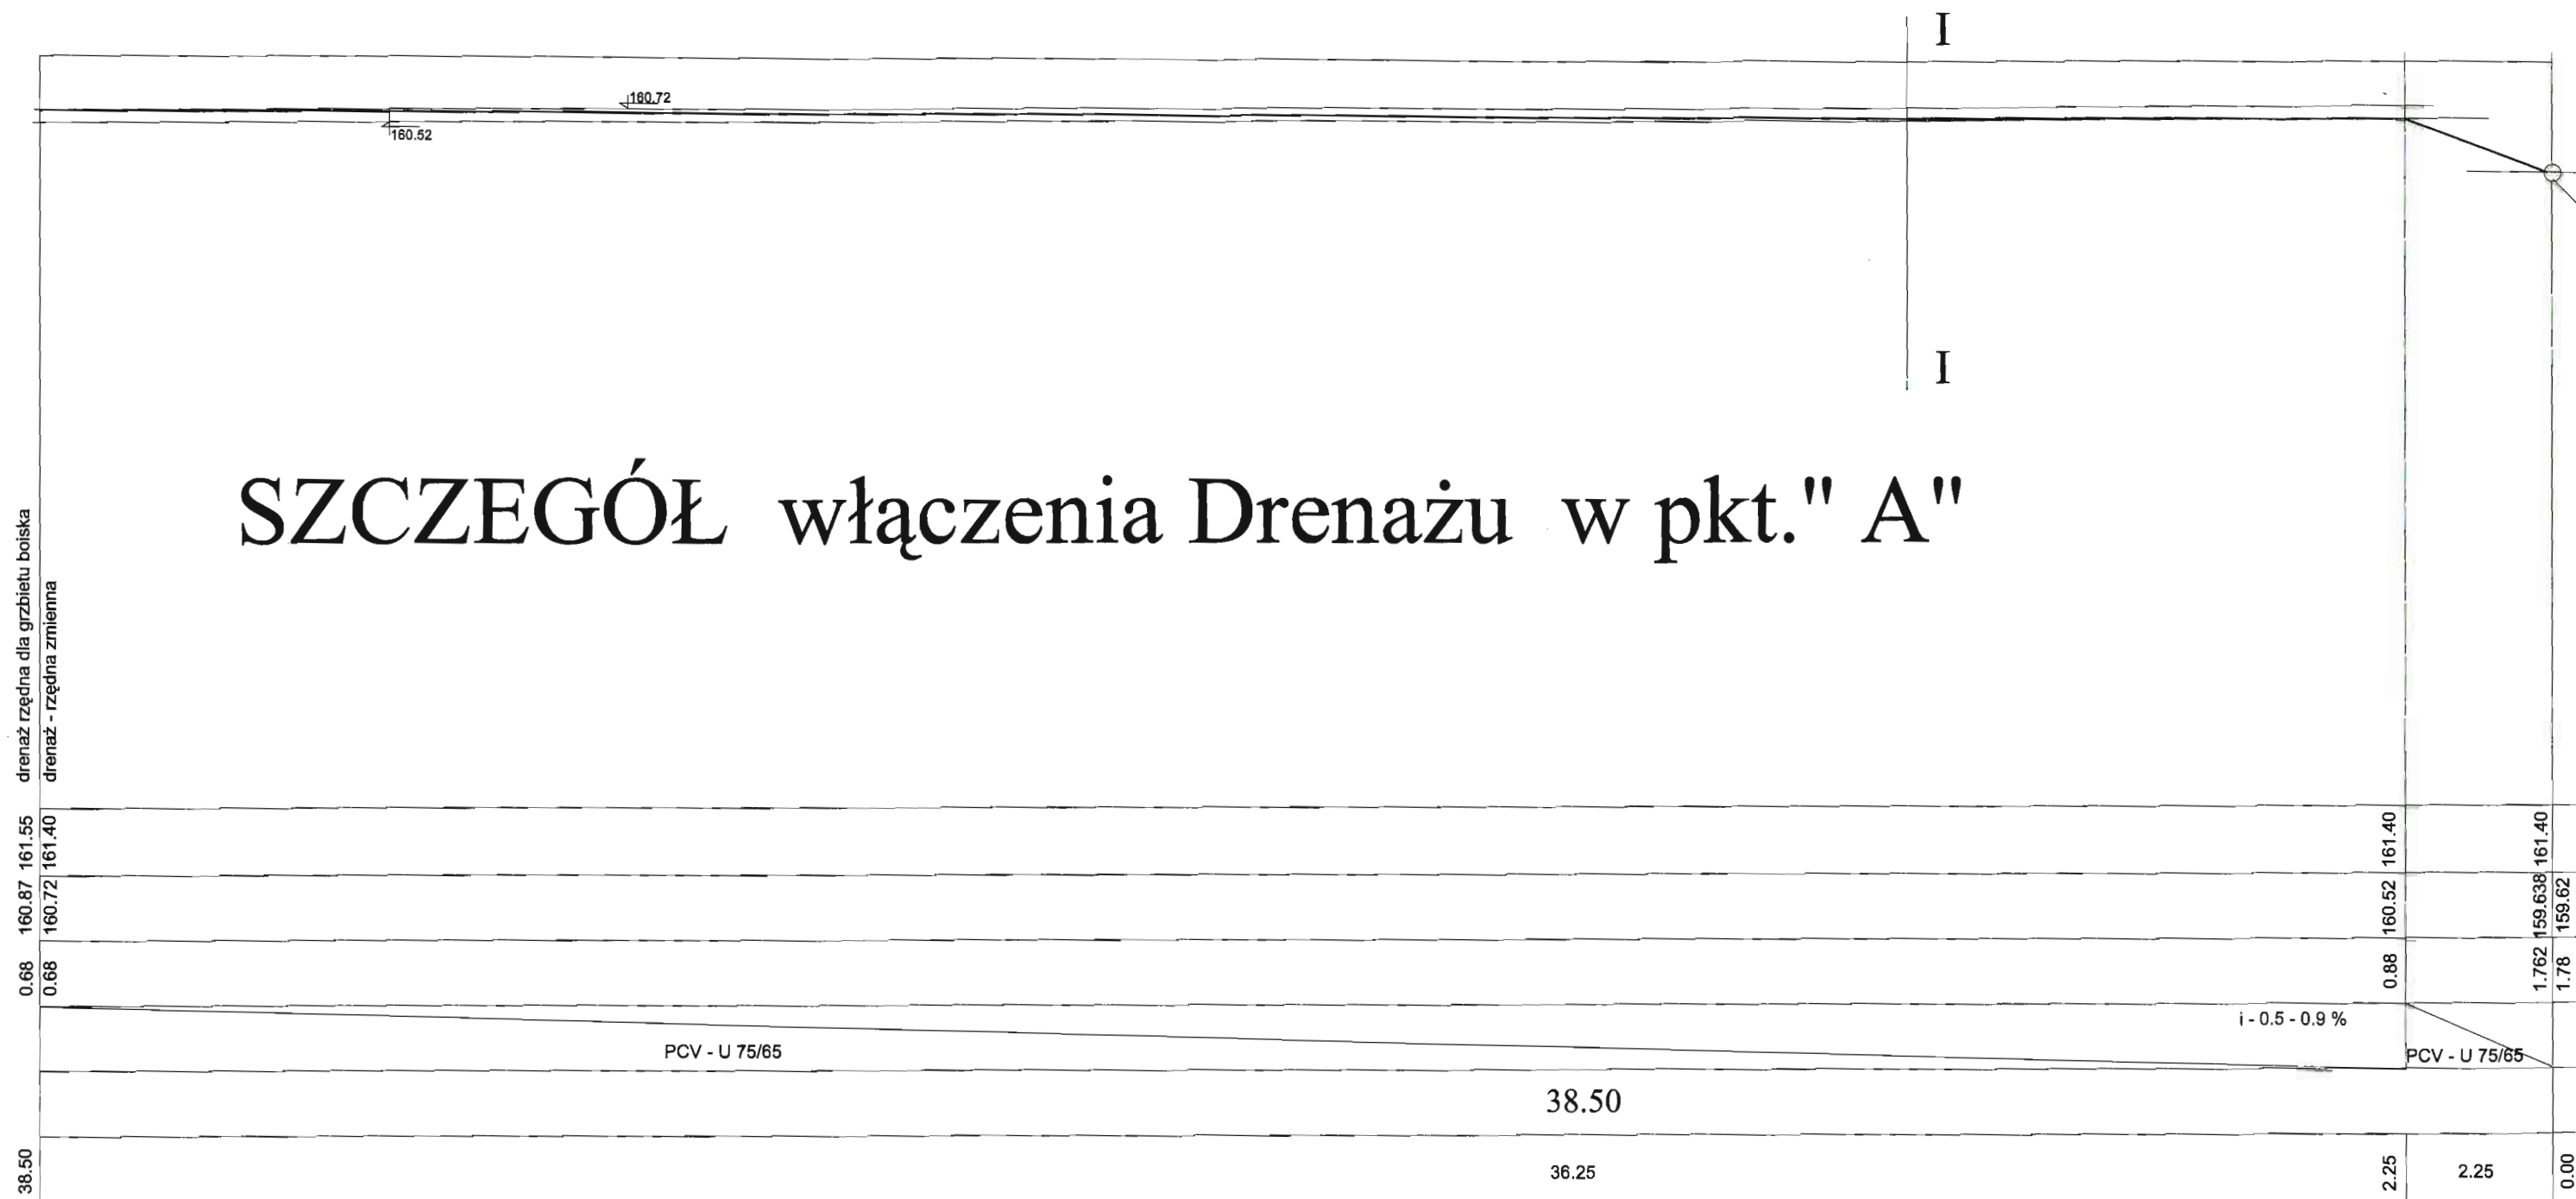 I
160.72
160.52
I
SZCZEGÓŁ włączenia Drenażu w pkt." A"
drenaż rzędna dla grzbietu boiska
drenaż - rzędna zmienna
161.55 161.40 161.40 161.40
160.87 160.72 160.52 159.638 159.62
0.68 0.68 0.88 1.762 1.78
i - 0.5 - 0.9 %
PCV - U 75/65 PCV - U 75/65
38.50
38.50 36.25 2.25 2.25 0.00